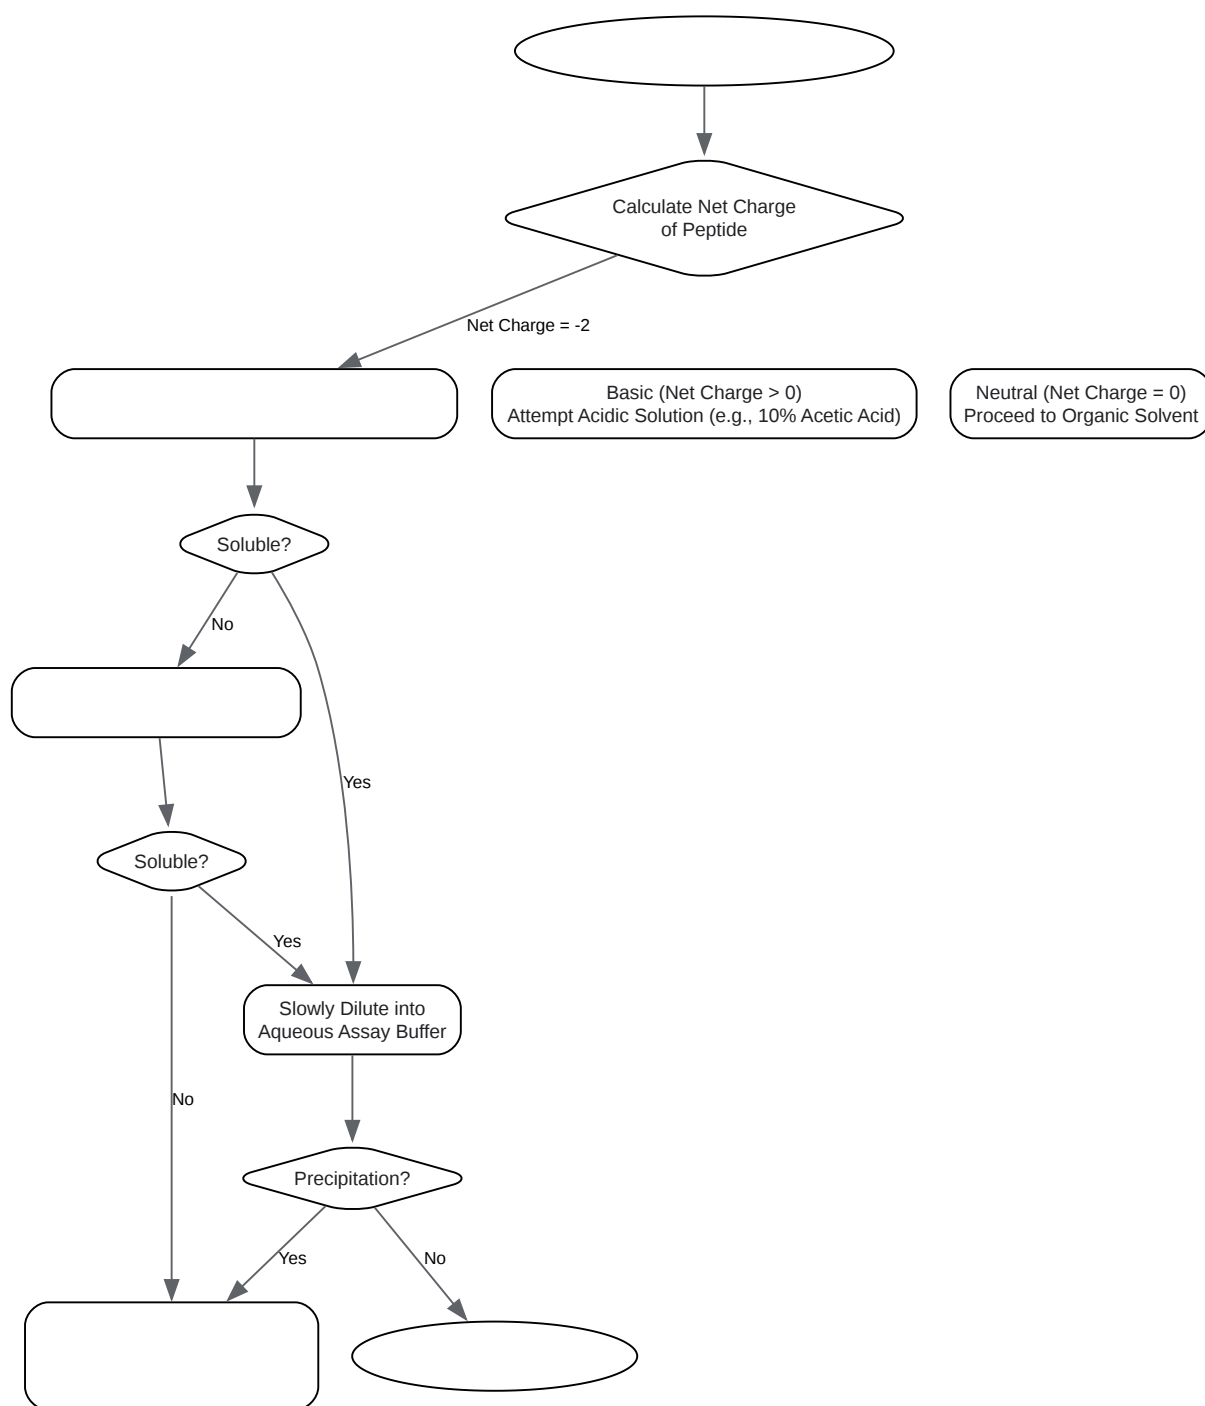 Calculate Net Charge
of Peptide
Net Charge = -2
Basic (Net Charge > 0)
Attempt Acidic Solution (e.g., 10% Acetic Acid)
Neutral (Net Charge = 0)
Proceed to Organic Solvent
Soluble?
No
Yes
Soluble?
Yes
Slowly Dilute into
Aqueous Assay Buffer
No
Precipitation?
Yes
No